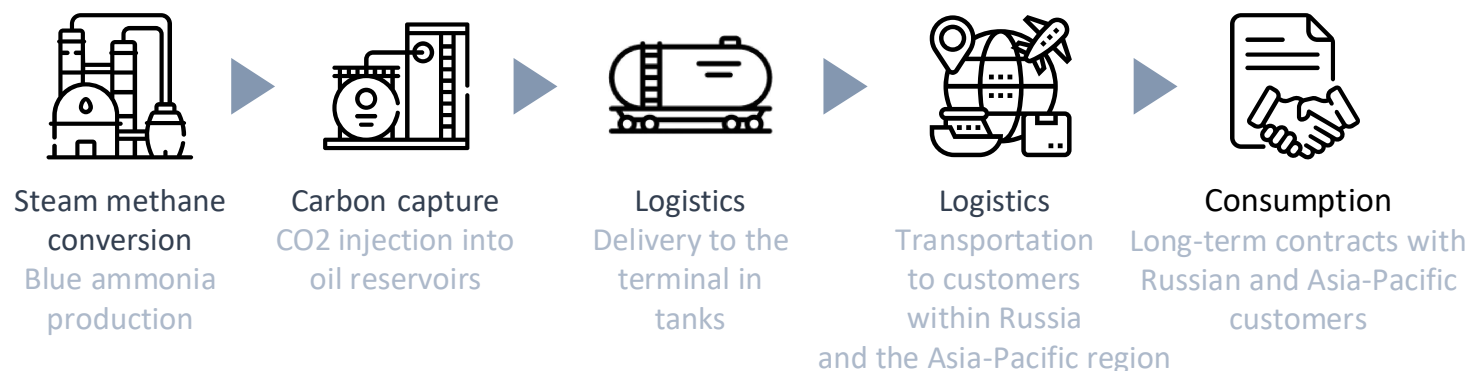 Steam methane
conversion
Blue ammonia
production
Carbon capture
CO2 injection into
oil reservoirs
Logistics
Delivery to the
terminal in
tanks
Logistics
Transportation
to customers
within Russia
and the Asia-Pacific region
Consumption
Long-term contracts with
Russian and Asia-Pacific
customers